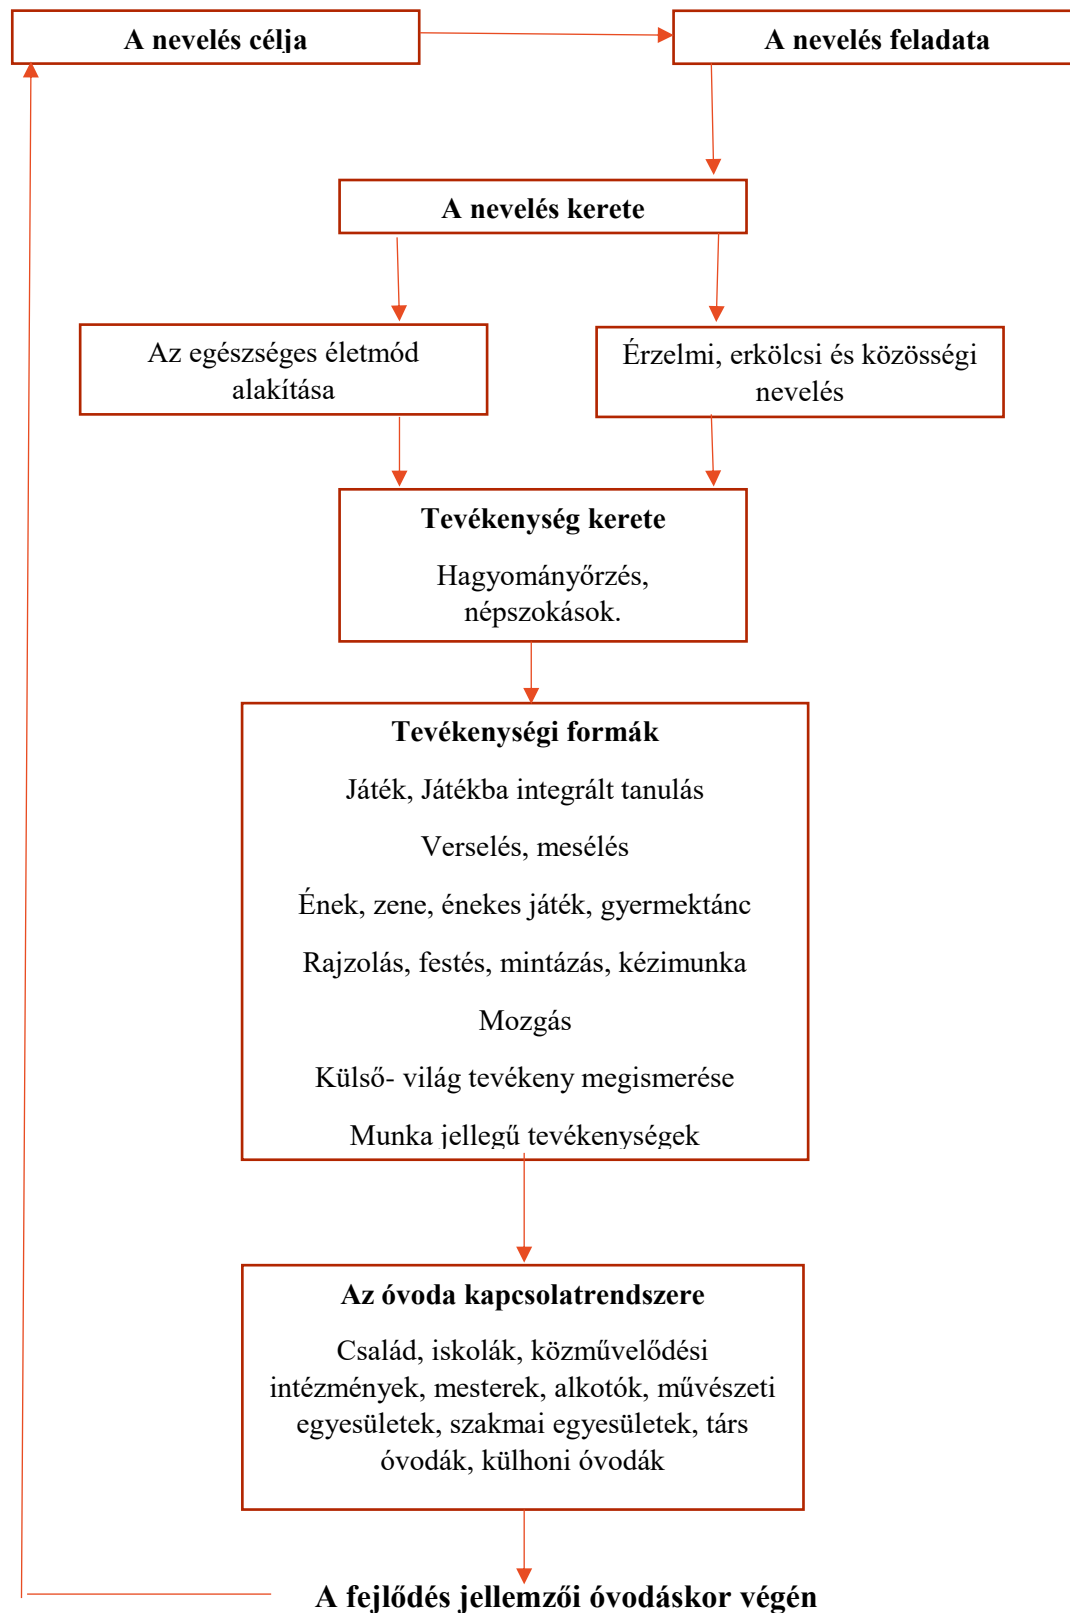 A nevelés célja
A nevelés feladata
A nevelés kerete
Az egészséges életmód
alakítása
Érzelmi, erkölcsi és közösségi
nevelés
Tevékenység kerete
Hagyományőrzés,
népszokások.
Tevékenységi formák
Játék, Játékba integrált tanulás
Verselés, mesélés
Ének, zene, énekes játék, gyermektánc
Rajzolás, festés, mintázás, kézimunka
Mozgás
Külső- világ tevékeny megismerése
Munka jellegű tevékenységek
Az óvoda kapcsolatrendszere
Család, iskolák, közművelődési
intézmények, mesterek, alkotók, művészeti
egyesületek, szakmai egyesületek, társ
óvodák, külhoni óvodák
A fejlődés jellemzői óvodáskor végén